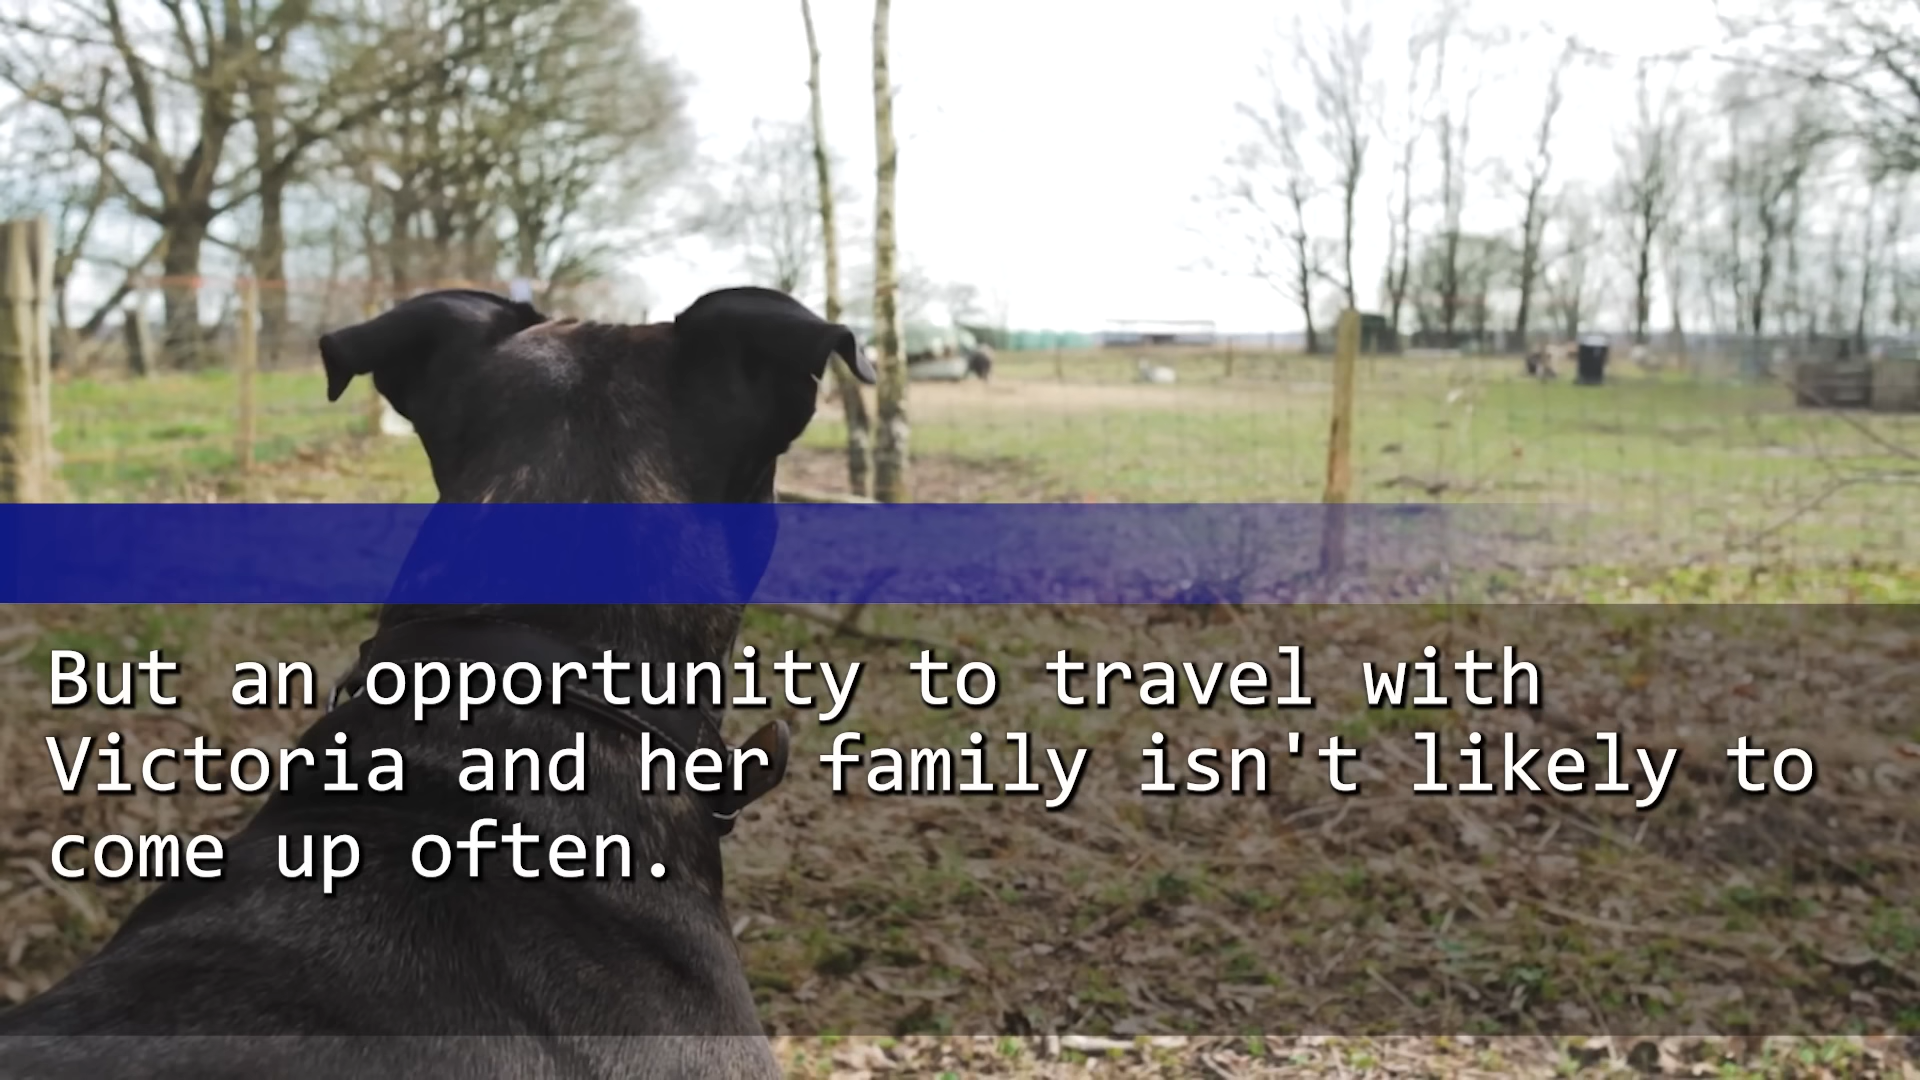 But an opportunity to travel with
Victoria and her family isn't likely to
come up often.